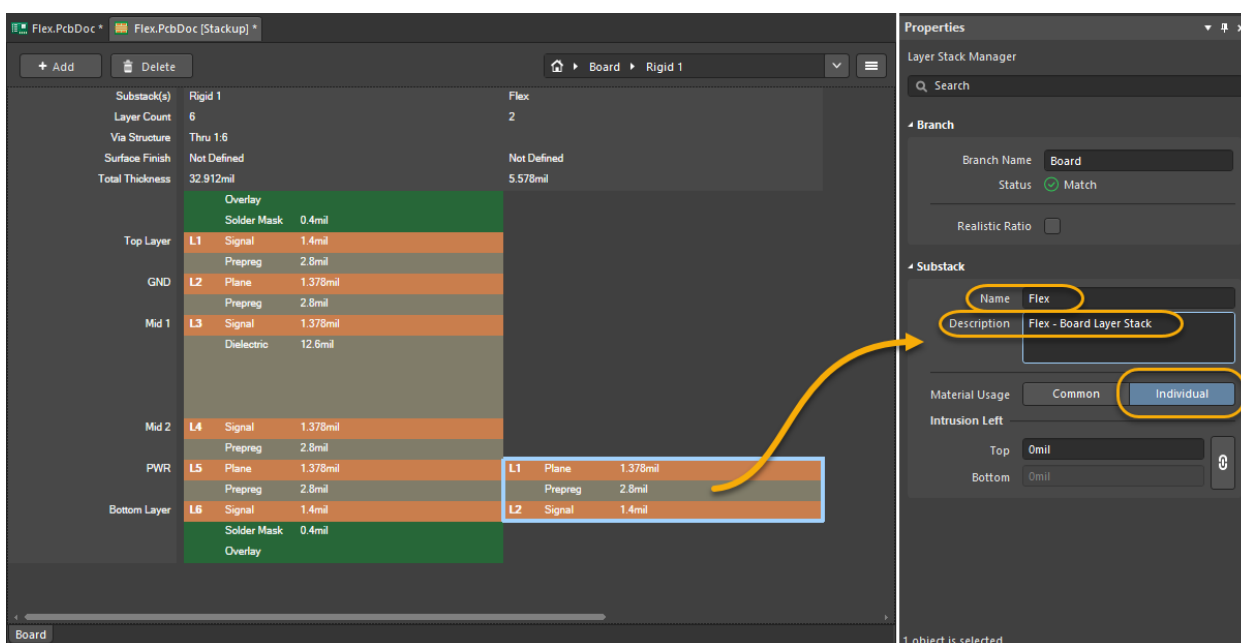 Flex.PcbDoc * Flex.PcbDoc [Stackup] *
+ Add Delete Board Rigid 1
Substack(s) Rigid 1 Flex
Layer Count 6 2
Via Structure Thru 1:6
Surface Finish Not Defined Not Defined
Total Thickness 32.912mil 5.578mil
Overlay
Solder Mask 0.4mil
Top Layer L1 Signal 1.4mil
Prepreg 2.8mil
GND L2 Plane 1.378mil
Prepreg 2.8mil
Mid 1 L3 Signal 1.378mil
Dielectric 12.6mil
Mid 2 L4 Signal 1.378mil
Prepreg 2.8mil
PWR L5 Plane 1.378mil L1 Plane 1.378mil
Prepreg 2.8mil Prepreg 2.8mil
Bottom Layer L6 Signal 1.4mil L2 Signal 1.4mil
Solder Mask 0.4mil
Overlay
Board
Properties
Layer Stack Manager
Search
Branch
Branch Name Board
Status Match
Realistic Ratio
Substack
Name Flex
Description Flex - Board Layer Stack
Material Usage Common Individual
Intrusion Left
Top 0mil
Bottom 0mil
1 object is selected